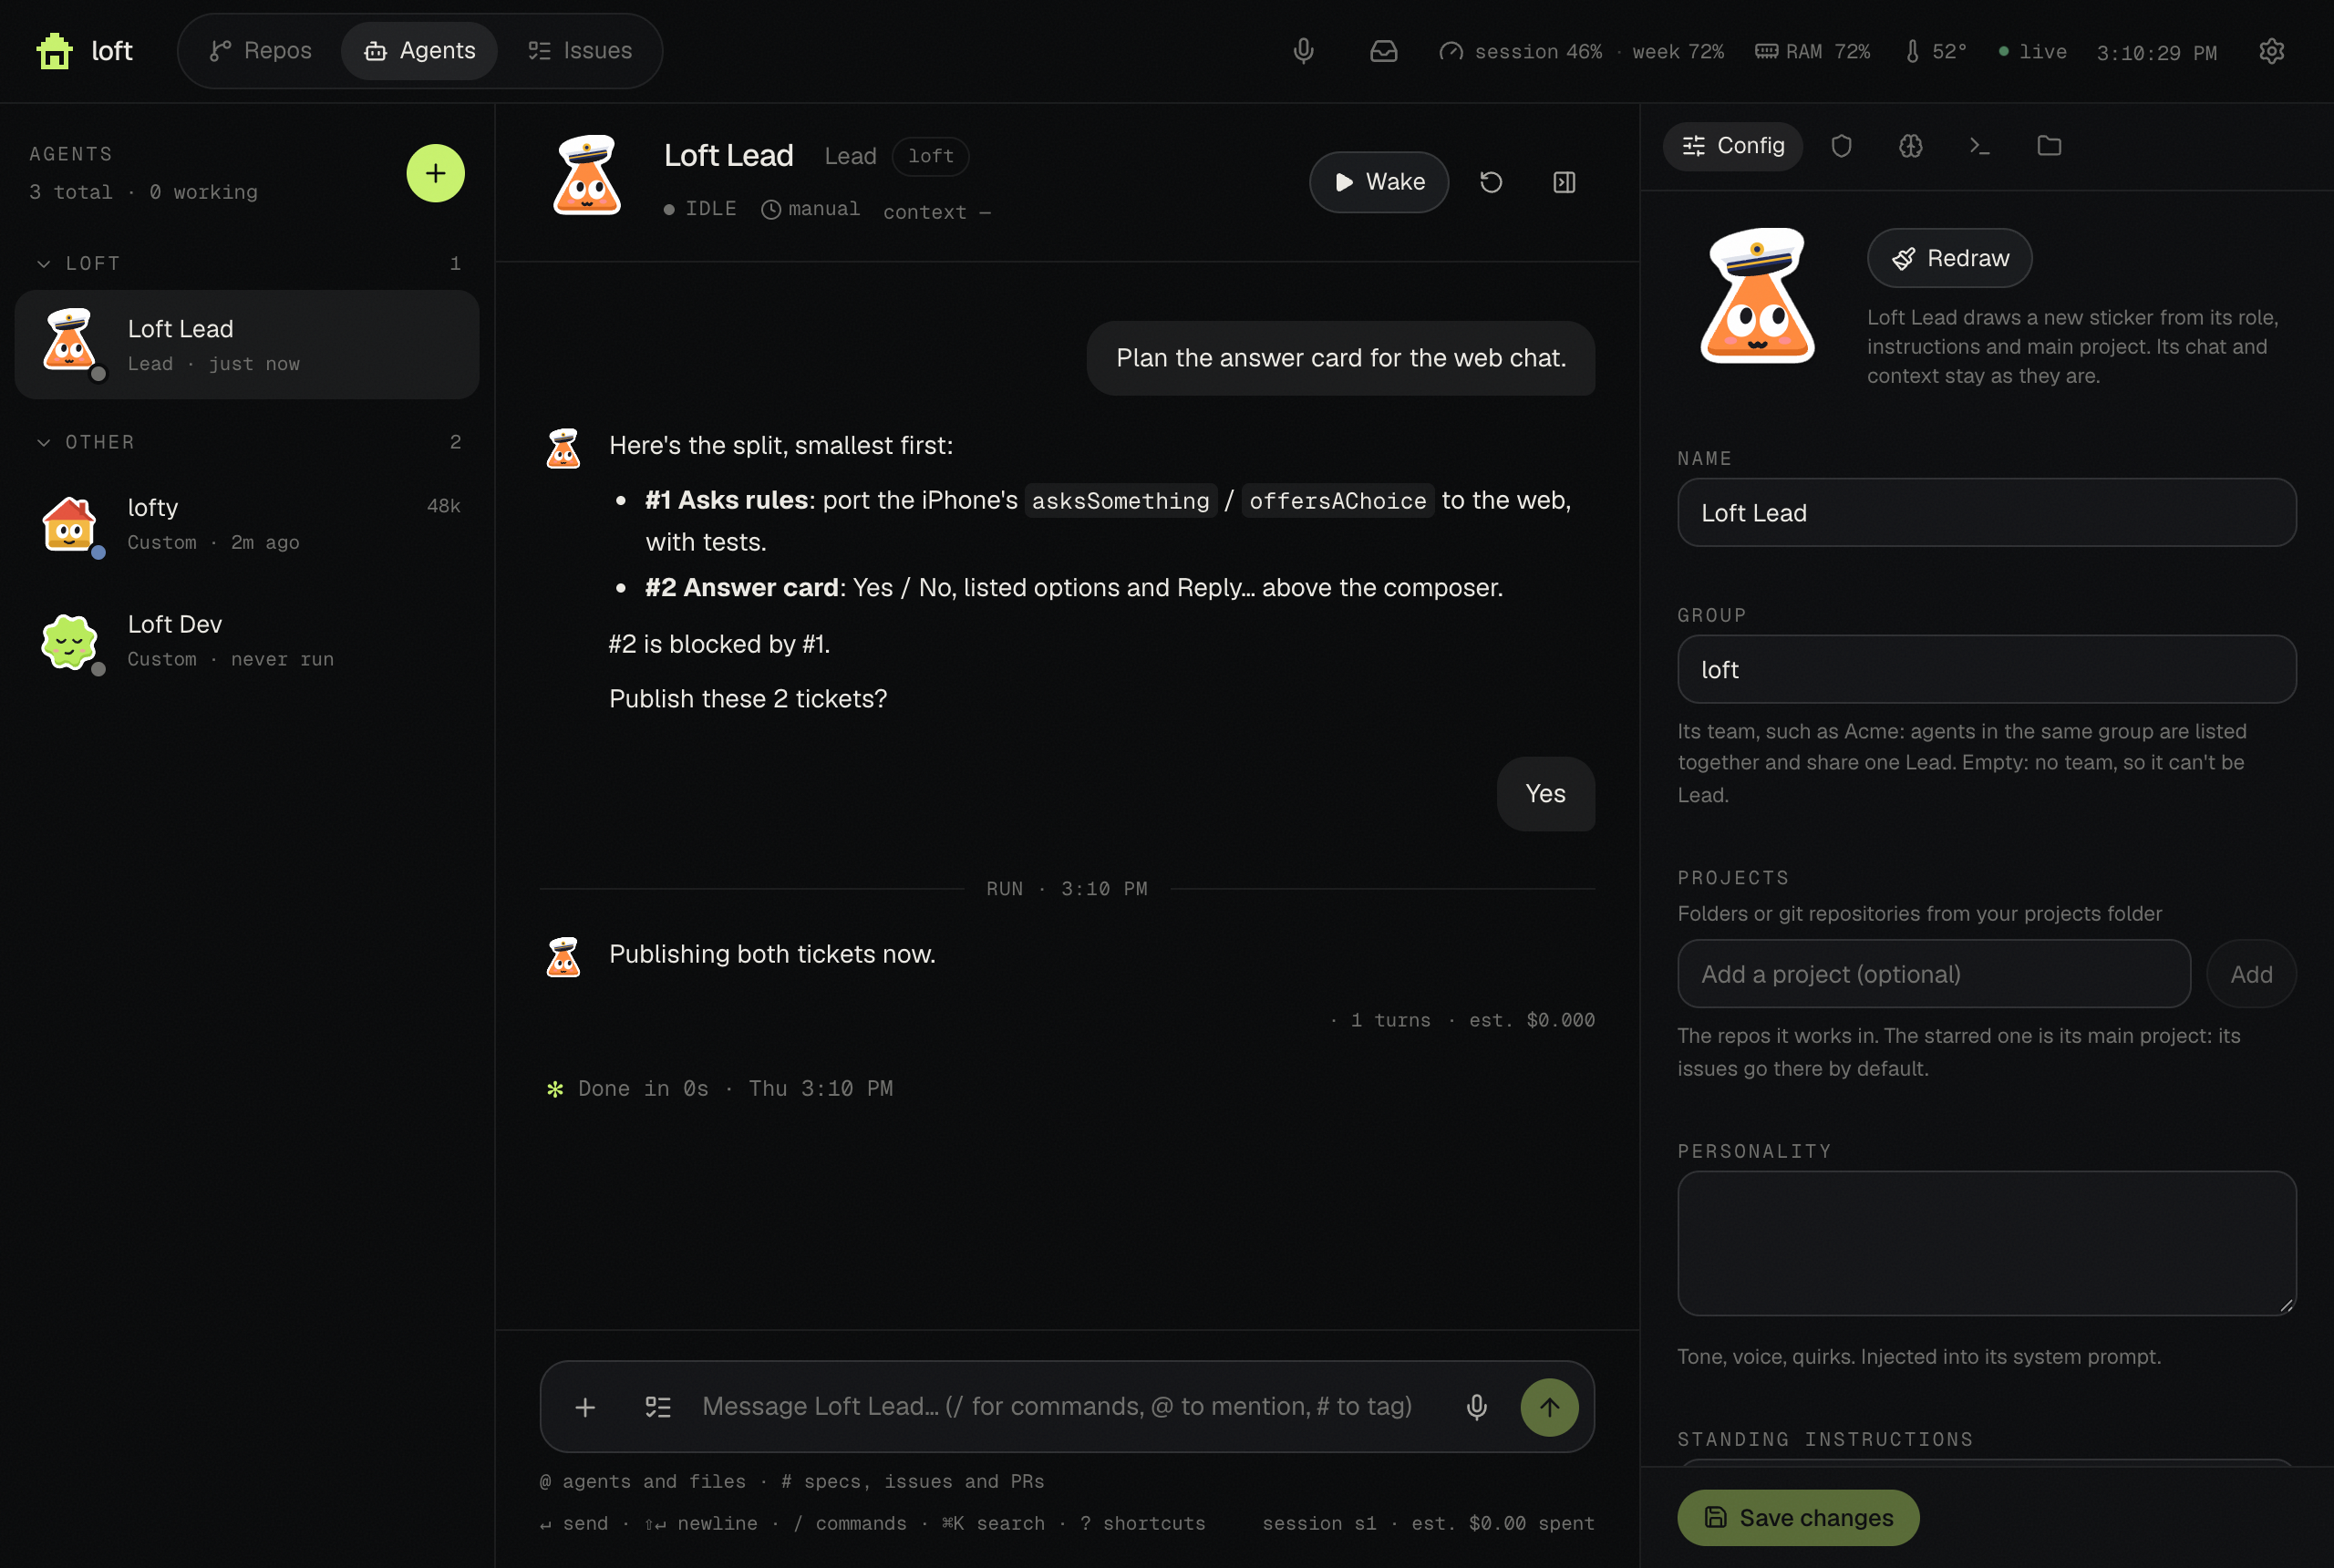 loft
Repos
Agents
Issues
session 46% · week 72%
RAM 72%
52°
live
3:10:29 PM
AGENTS
3 total · 0 working
LOFT 1
Loft Lead
Lead · just now
OTHER 2
lofty 48k
Custom · 2m ago
Loft Dev
Custom · never run
Loft Lead Lead loft
IDLE manual context —
Wake
Plan the answer card for the web chat.
Here's the split, smallest first:
• #1 Asks rules: port the iPhone's asksSomething / offersAChoice to the web,
with tests.
• #2 Answer card: Yes / No, listed options and Reply… above the composer.
#2 is blocked by #1.
Publish these 2 tickets?
Yes
RUN · 3:10 PM
Publishing both tickets now.
· 1 turns · est. $0.000
✻ Done in 0s · Thu 3:10 PM
Message Loft Lead… (/ for commands, @ to mention, # to tag)
@ agents and files · # specs, issues and PRs
↵ send · ⇧↵ newline · / commands · ⌘K search · ? shortcuts
session s1 · est. $0.00 spent
Config
Redraw
Loft Lead draws a new sticker from its role,
instructions and main project. Its chat and
context stay as they are.
NAME
Loft Lead
GROUP
loft
Its team, such as Acme: agents in the same group are listed
together and share one Lead. Empty: no team, so it can't be
Lead.
PROJECTS
Folders or git repositories from your projects folder
Add a project (optional)
Add
The repos it works in. The starred one is its main project: its
issues go there by default.
PERSONALITY
Tone, voice, quirks. Injected into its system prompt.
STANDING INSTRUCTIONS
Save changes